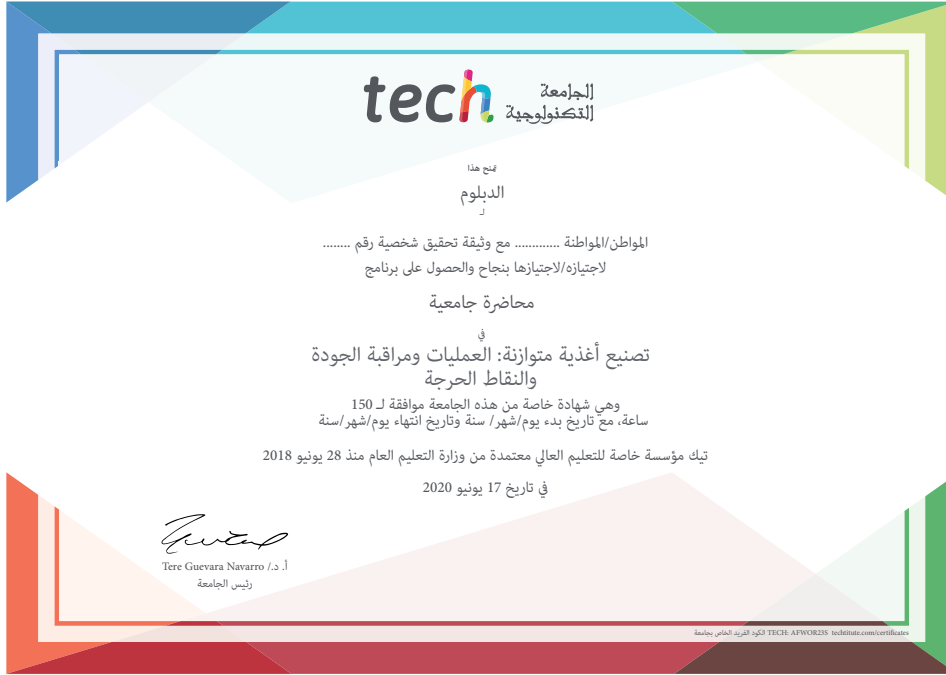 tech الجامعة
التكنولوجية
تمنح هذا
الدبلوم
لـ
المواطن/المواطنة ............ مع وثيقة تحقيق شخصية رقم ........
لاجتيازه/لاجتيازها بنجاح والحصول على برنامج
محاضرة جامعية
في
تصنيع أغذية متوازنة: العمليات ومراقبة الجودة
والنقاط الحرجة
وهي شهادة خاصة من هذه الجامعة موافقة لـ 150
ساعة، مع تاريخ بدء يوم/شهر/ سنة وتاريخ انتهاء يوم/شهر/سنة
تيك مؤسسة خاصة للتعليم العالي معتمدة من وزارة التعليم العام منذ 28 يونيو 2018
في تاريخ 17 يونيو 2020
أ. د./ Tere Guevara Navarro
رئيس الجامعة
الكود الفريد الخاص بجامعة TECH: AFWOR23S techtitute.com/certificates